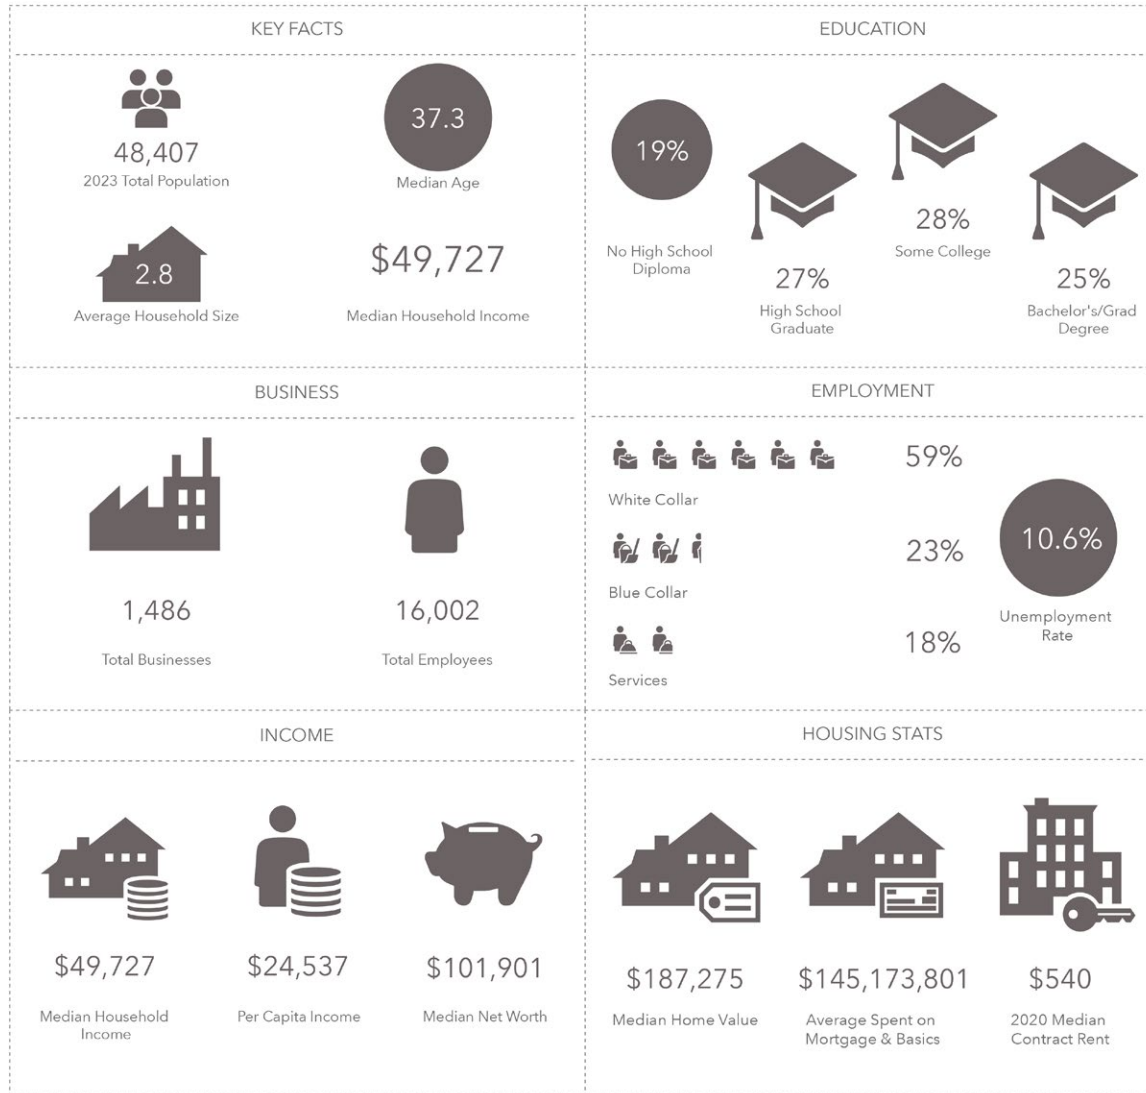 KEY FACTS
48,407
2023 Total Population
37.3
Median Age
2.8
Average Household Size
$49,727
Median Household Income
EDUCATION
19%
No High School
Diploma
27%
High School
Graduate
28%
Some College
25%
Bachelor's/Grad
Degree
BUSINESS
1,486
Total Businesses
16,002
Total Employees
EMPLOYMENT
59%
White Collar
23%
Blue Collar
18%
Services
10.6%
Unemployment
Rate
INCOME
$49,727
Median Household
Income
$24,537
Per Capita Income
$101,901
Median Net Worth
HOUSING STATS
$187,275
Median Home Value
$145,173,801
Average Spent on
Mortgage & Basics
$540
2020 Median
Contract Rent